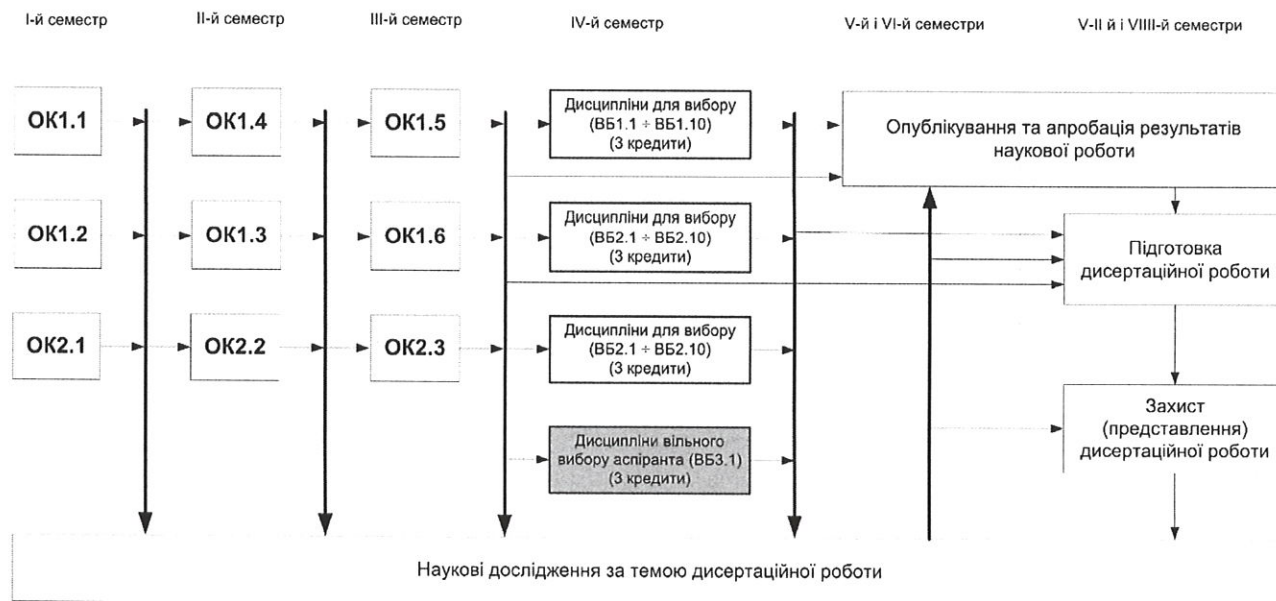 І-й семестр
ІІ-й семестр
ІІІ-й семестр
IV-й семестр
V-й і VI-й семестри
V-II й і VIIII-й семестри
ОК1.1
ОК1.4
ОК1.5
Дисципліни для вибору
(ВБ1.1 ÷ ВБ1.10)
(3 кредити)
Опублікування та апробація результатів
наукової роботи
ОК1.2
ОК1.3
ОК1.6
Дисципліни для вибору
(ВБ2.1 ÷ ВБ2.10)
(3 кредити)
Підготовка
дисертаційної роботи
ОК2.1
ОК2.2
ОК2.3
Дисципліни для вибору
(ВБ2.1 ÷ ВБ2.10)
(3 кредити)
Захист
(представлення)
дисертаційної роботи
Дисципліни вільного
вибору аспіранта (ВБ3.1)
(3 кредити)
Наукові дослідження за темою дисертаційної роботи